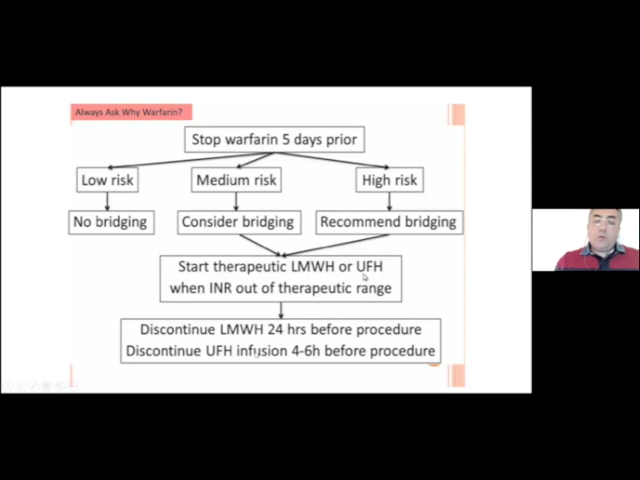 Always Ask Why Warfarin?
Stop warfarin 5 days prior
Low risk
Medium risk
High risk
No bridging
Consider bridging
Recommend bridging
Start therapeutic LMWH or UFH
when INR out of therapeutic range
Discontinue LMWH 24 hrs before procedure
Discontinue UFH infusion 4-6h before procedure